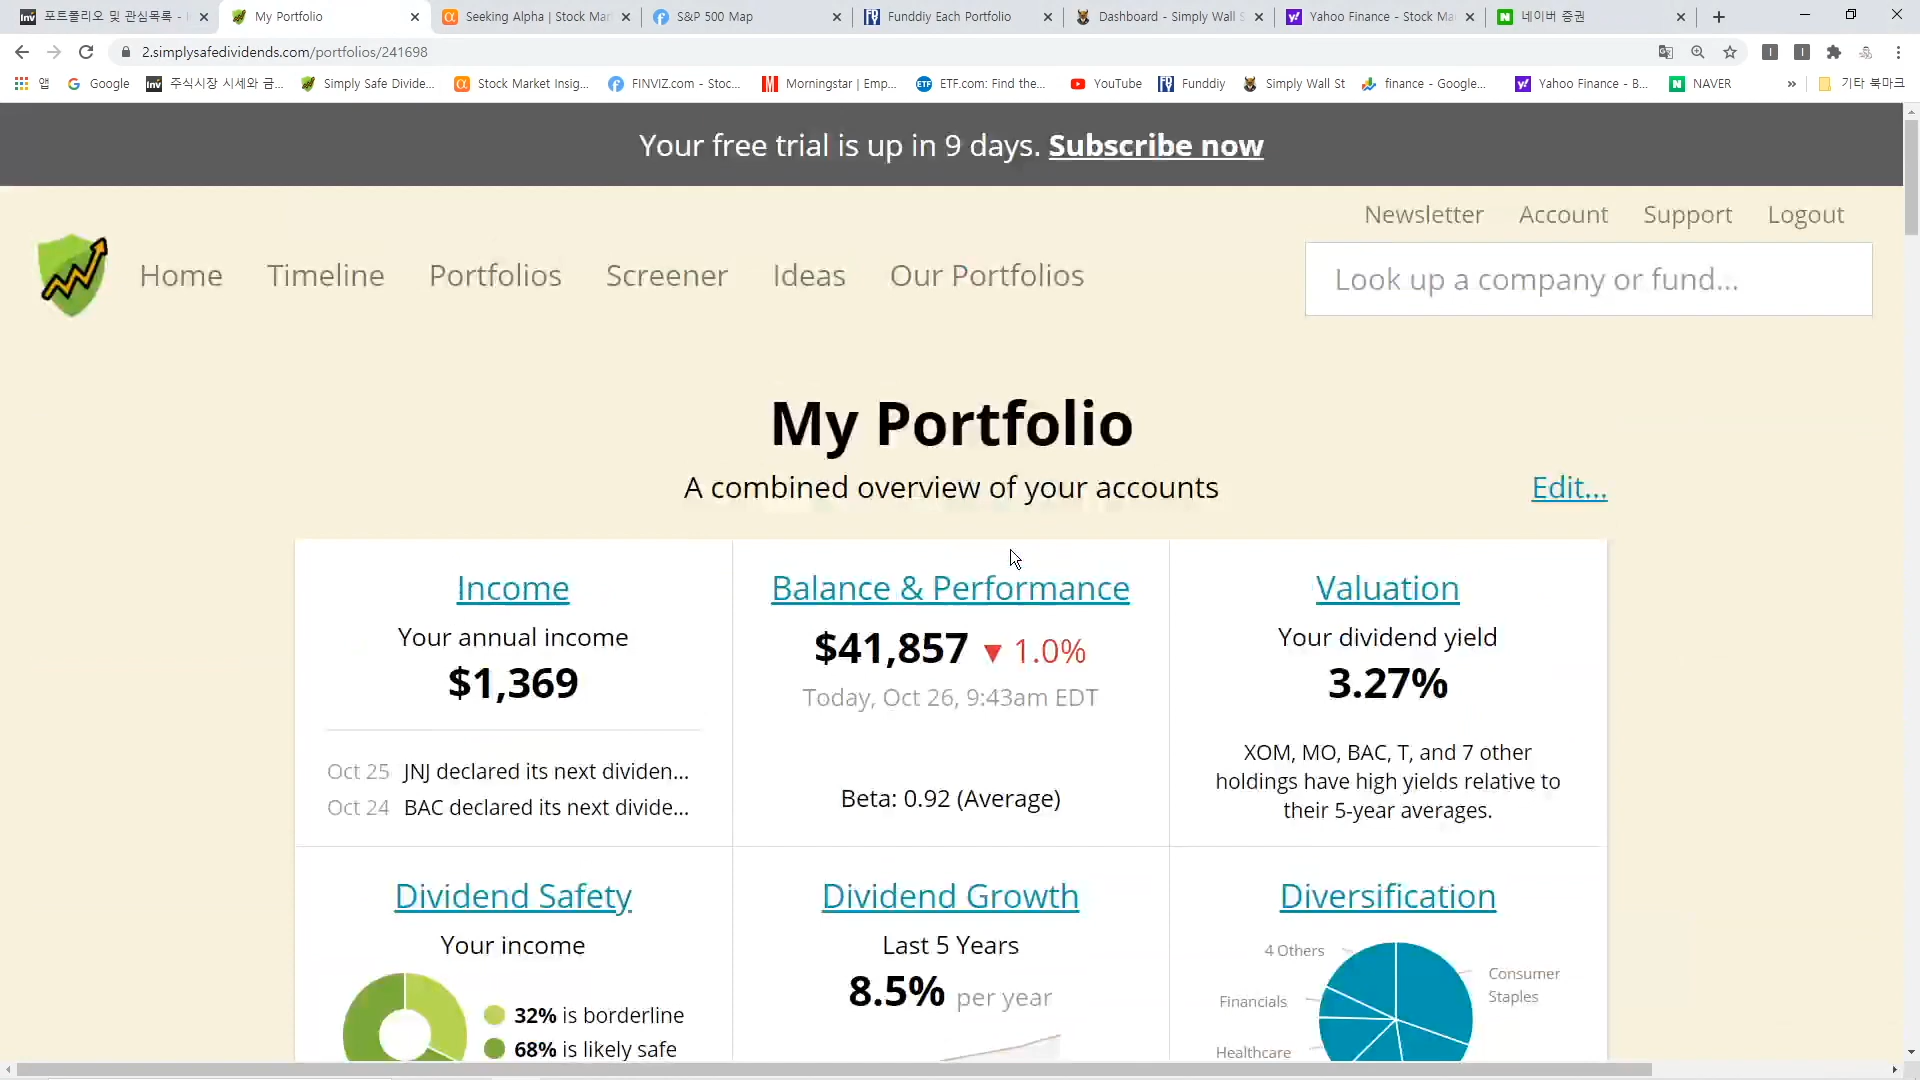 포트폴리오 및 관심목록 -
My Portfolio
Seeking Alpha | Stock Mar
S&P 500 Map
Funddiy Each Portfolio
Dashboard - Simply Wall S
Yahoo Finance - Stock Ma
네이버 증권
2.simplysafedividends.com/portfolios/241698
앱
Google
주식시장 시세와 금...
Simply Safe Divide...
Stock Market Insig...
FINVIZ.com - Stoc...
Morningstar | Emp...
ETF.com: Find the...
YouTube
Funddiy
Simply Wall St
finance - Google...
Yahoo Finance - B...
NAVER
»
기타 북마크
Your free trial is up in 9 days. Subscribe now
Newsletter Account Support Logout
Home Timeline Portfolios Screener Ideas Our Portfolios
Look up a company or fund...
My Portfolio
A combined overview of your accounts
Edit...
Income
Your annual income
$1,369
Oct 25 JNJ declared its next dividen...
Oct 24 BAC declared its next divide...
Balance & Performance
$41,857 ▼ 1.0%
Today, Oct 26, 9:43am EDT
Beta: 0.92 (Average)
Valuation
Your dividend yield
3.27%
XOM, MO, BAC, T, and 7 other
holdings have high yields relative to
their 5-year averages.
Dividend Safety
Your income
32% is borderline
68% is likely safe
Dividend Growth
Last 5 Years
8.5% per year
Diversification
4 Others
Consumer
Staples
Financials
Healthcare